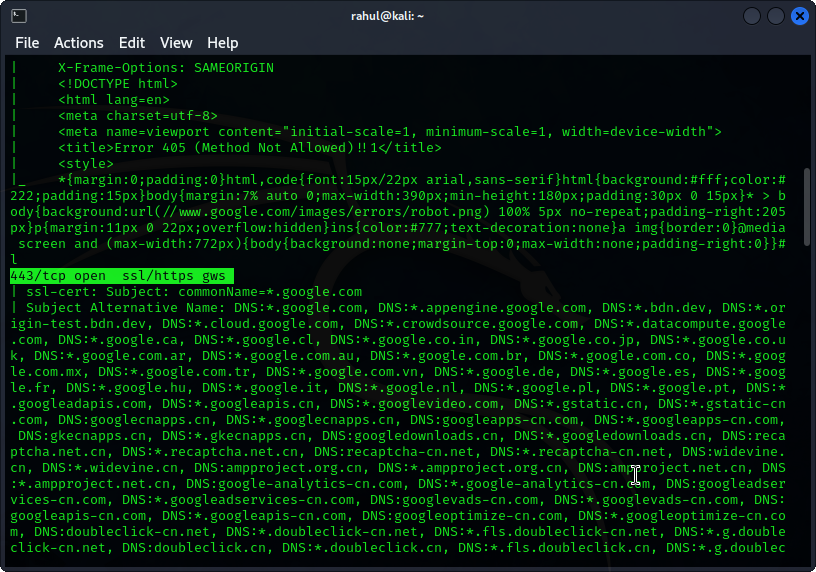 rahul@kali: ~
File Actions Edit View Help
|     X-Frame-Options: SAMEORIGIN
|     <!DOCTYPE html>
|     <html lang=en>
|     <meta charset=utf-8>
|     <meta name=viewport content="initial-scale=1, minimum-scale=1, width=device-width">
|     <title>Error 405 (Method Not Allowed)!!1</title>
|     <style>
|_    *{margin:0;padding:0}html,code{font:15px/22px arial,sans-serif}html{background:#fff;color:#
222;padding:15px}body{margin:7% auto 0;max-width:390px;min-height:180px;padding:30px 0 15px}* > b
ody{background:url(//www.google.com/images/errors/robot.png) 100% 5px no-repeat;padding-right:205
px}p{margin:11px 0 22px;overflow:hidden}ins{color:#777;text-decoration:none}a img{border:0}@media
 screen and (max-width:772px){body{background:none;margin-top:0;max-width:none;padding-right:0}}#
l
443/tcp open  ssl/https gws
| ssl-cert: Subject: commonName=*.google.com
| Subject Alternative Name: DNS:*.google.com, DNS:*.appengine.google.com, DNS:*.bdn.dev, DNS:*.or
igin-test.bdn.dev, DNS:*.cloud.google.com, DNS:*.crowdsource.google.com, DNS:*.datacompute.google
.com, DNS:*.google.ca, DNS:*.google.cl, DNS:*.google.co.in, DNS:*.google.co.jp, DNS:*.google.co.u
k, DNS:*.google.com.ar, DNS:*.google.com.au, DNS:*.google.com.br, DNS:*.google.com.co, DNS:*.goog
le.com.mx, DNS:*.google.com.tr, DNS:*.google.com.vn, DNS:*.google.de, DNS:*.google.es, DNS:*.goog
le.fr, DNS:*.google.hu, DNS:*.google.it, DNS:*.google.nl, DNS:*.google.pl, DNS:*.google.pt, DNS:*
.googleadapis.com, DNS:*.googleapis.cn, DNS:*.googlevideo.com, DNS:*.gstatic.cn, DNS:*.gstatic-cn
.com, DNS:googlecnapps.cn, DNS:*.googlecnapps.cn, DNS:googleapps-cn.com, DNS:*.googleapps-cn.com,
 DNS:gkecnapps.cn, DNS:*.gkecnapps.cn, DNS:googledownloads.cn, DNS:*.googledownloads.cn, DNS:reca
ptcha.net.cn, DNS:*.recaptcha.net.cn, DNS:recaptcha-cn.net, DNS:*.recaptcha-cn.net, DNS:widevine.
cn, DNS:*.widevine.cn, DNS:ampproject.org.cn, DNS:*.ampproject.org.cn, DNS:ampproject.net.cn, DNS
:*.ampproject.net.cn, DNS:google-analytics-cn.com, DNS:*.google-analytics-cn.com, DNS:googleadser
vices-cn.com, DNS:*.googleadservices-cn.com, DNS:googlevads-cn.com, DNS:*.googlevads-cn.com, DNS:
googleapis-cn.com, DNS:*.googleapis-cn.com, DNS:googleoptimize-cn.com, DNS:*.googleoptimize-cn.co
m, DNS:doubleclick-cn.net, DNS:*.doubleclick-cn.net, DNS:*.fls.doubleclick-cn.net, DNS:*.g.double
click-cn.net, DNS:doubleclick.cn, DNS:*.doubleclick.cn, DNS:*.fls.doubleclick.cn, DNS:*.g.doublec